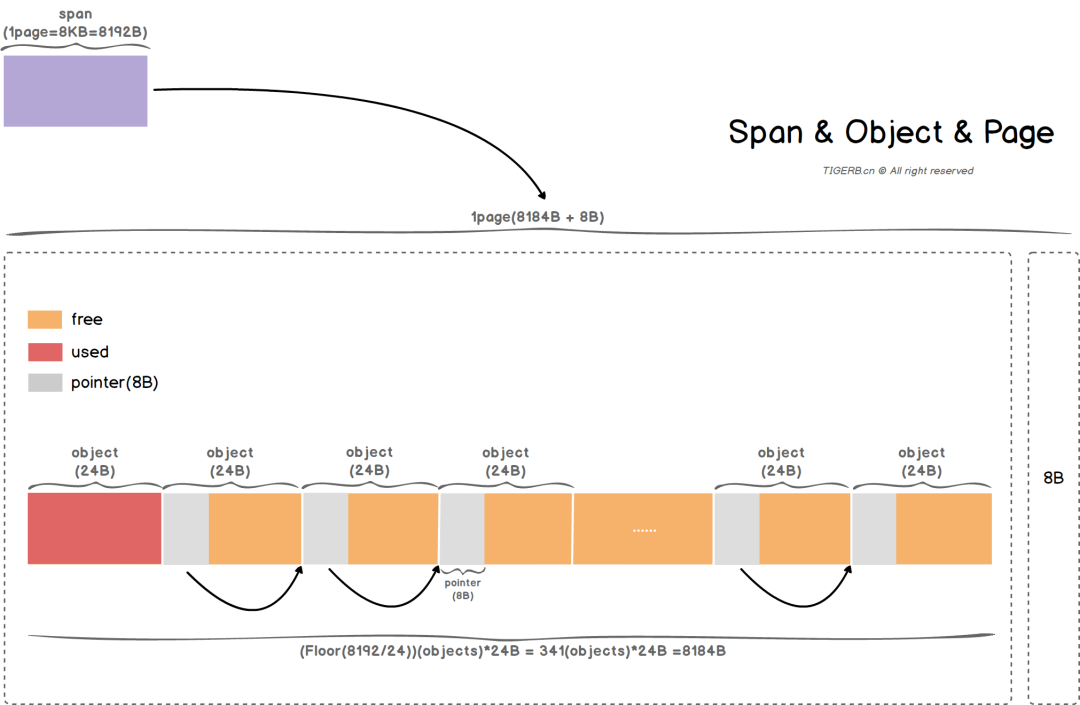 span
(1page=8KB=8192B)
Span & Object & Page
TIGERB.cn © All right reserved
1page(8184B + 8B)
free
used
pointer(8B)
object
(24B)
object
(24B)
object
(24B)
object
(24B)
object
(24B)
object
(24B)
8B
......
pointer
(8B)
(Floor(8192/24))(objects)*24B = 341(objects)*24B =8184B